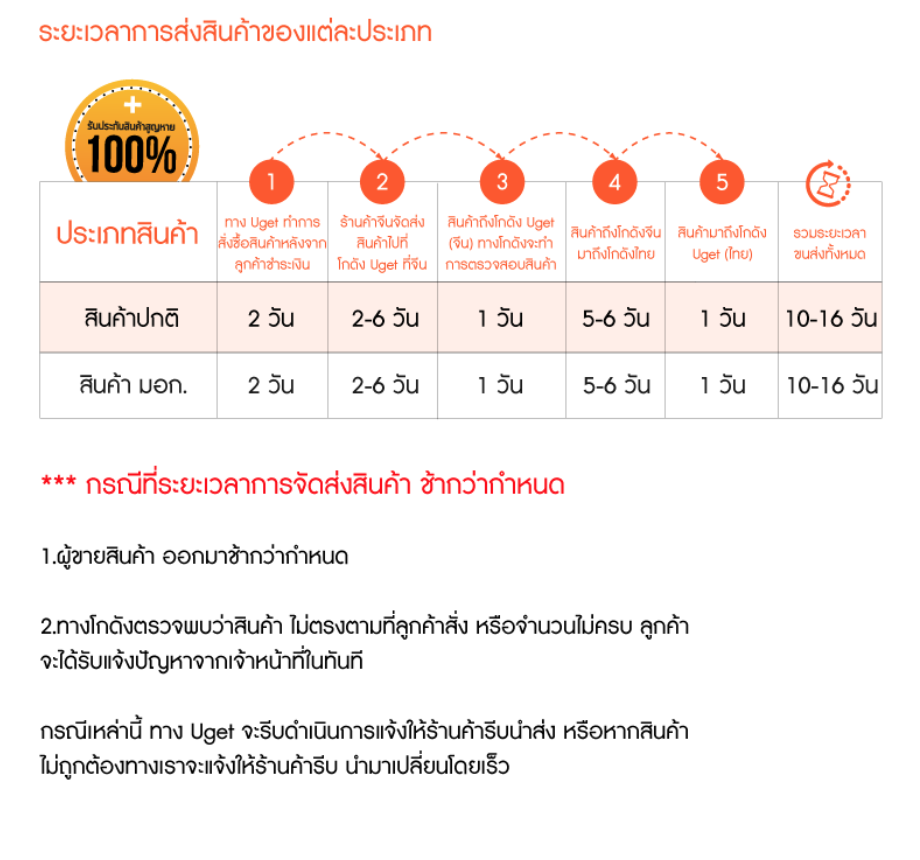 ระยะเวลาการส่งสินค้าของแต่ละประเภท
+
รับประกันสินค้าสูญหาย
100%
1
2
3
4
5
ประเภทสินค้า
ทาง Uget ทำการ
สั่งซื้อสินค้าหลังจาก
ลูกค้าชำระเงิน
ร้านค้าจีนจัดส่ง
สินค้าไปที่
โกดัง Uget ที่จีน
สินค้าถึงโกดัง Uget
(จีน) ทางโกดังจะทำ
การตรวจสอบสินค้า
สินค้าถึงโกดังจีน
มาถึงโกดังไทย
สินค้ามาถึงโกดัง
Uget (ไทย)
รวมระยะเวลา
ขนส่งทั้งหมด
สินค้าปกติ 2 วัน 2-6 วัน 1 วัน 5-6 วัน 1 วัน 10-16 วัน
สินค้า มอก. 2 วัน 2-6 วัน 1 วัน 5-6 วัน 1 วัน 10-16 วัน
*** กรณีที่ระยะเวลาการจัดส่งสินค้า ช้ากว่ากำหนด
1.ผู้ขายสินค้า ออกมาช้ากว่ากำหนด
2.ทางโกดังตรวจพบว่าสินค้า ไม่ตรงตามที่ลูกค้าสั่ง หรือจำนวนไม่ครบ ลูกค้า
จะได้รับแจ้งปัญหาจากเจ้าหน้าที่ในทันที
กรณีเหล่านี้ ทาง Uget จะรีบดำเนินการแจ้งให้ร้านค้ารีบนำส่ง หรือหากสินค้า
ไม่ถูกต้องทางเราจะแจ้งให้ร้านค้ารีบ นำมาเปลี่ยนโดยเร็ว